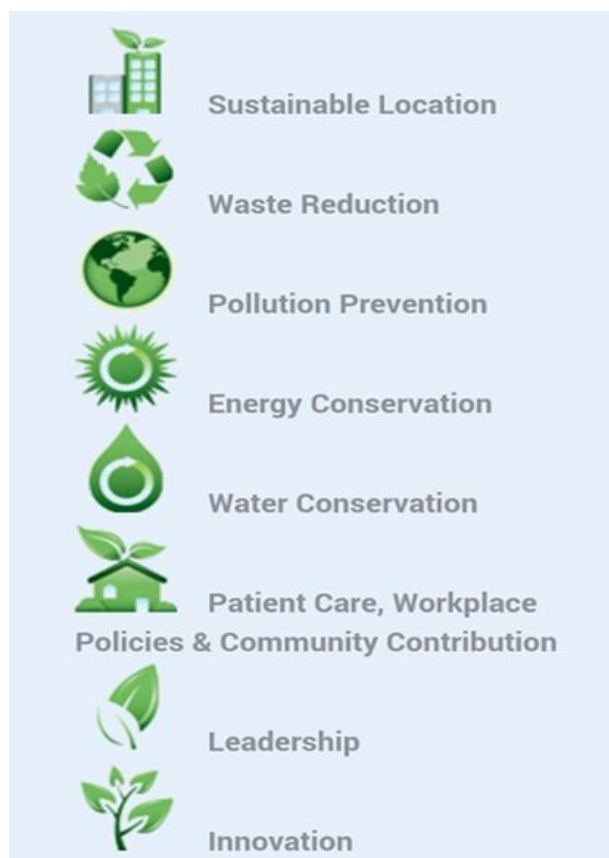 Sustainable Location
Waste Reduction
Pollution Prevention
Energy Conservation
Water Conservation
Patient Care, Workplace
Policies & Community Contribution
Leadership
Innovation